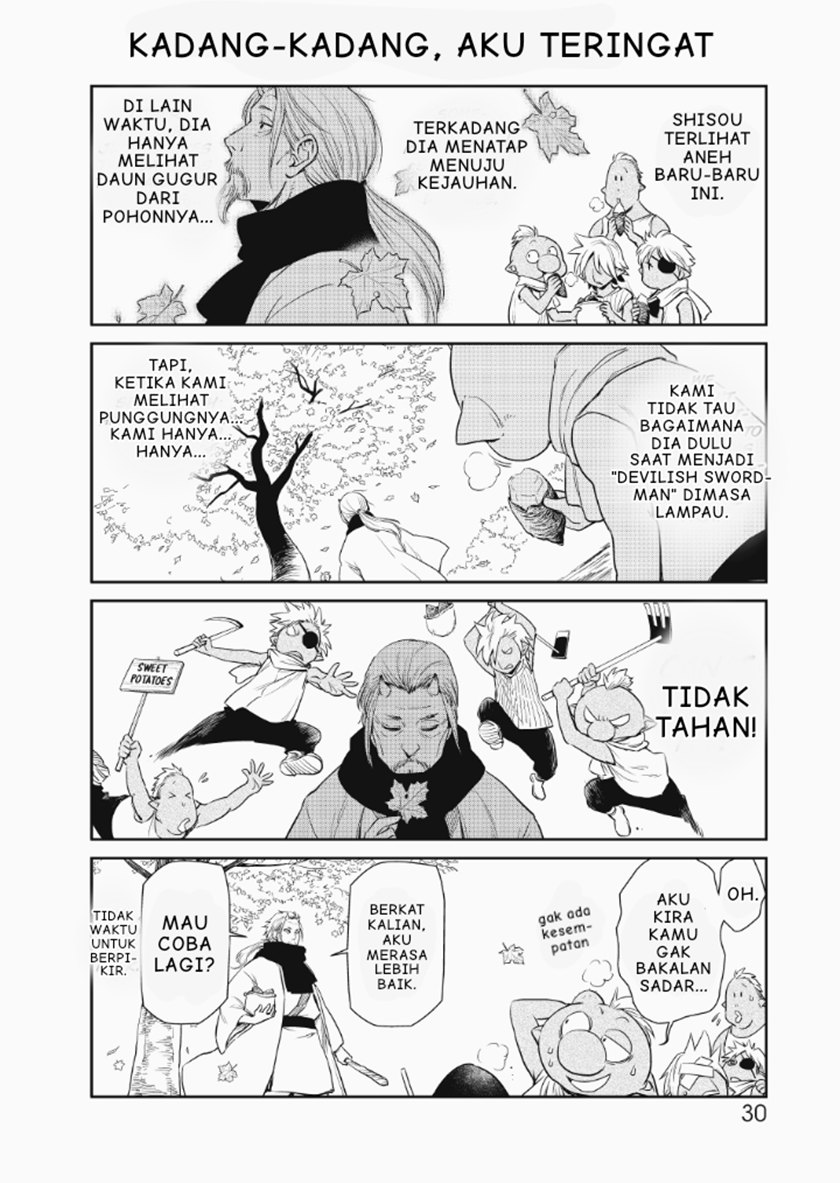 KADANG-KADANG, AKU TERINGAT
SHISOU
TERLIHAT
ANEH
BARU-BARU
INI.
TERKADANG
DIA MENATAP
MENUJU
KEJAUHAN.
DI LAIN
WAKTU, DIA
HANYA
MELIHAT
DAUN GUGUR
DARI
POHONNYA...
KAMI
TIDAK TAU
BAGAIMANA
DIA DULU
SAAT MENJADI
"DEVILISH SWORD-
MAN" DIMASA
LAMPAU.
TAPI,
KETIKA KAMI
MELIHAT
PUNGGUNGNYA...
KAMI HANYA...
HANYA...
TIDAK
TAHAN!
SWEET
POTATOES
OH.
AKU
KIRA
KAMU
GAK
BAKALAN
SADAR...
gak ada
kesem-
patan
BERKAT
KALIAN,
AKU
MERASA
LEBIH
BAIK.
MAU
COBA
LAGI?
TIDAK
WAKTU
UNTUK
BERPI-
KIR.
30